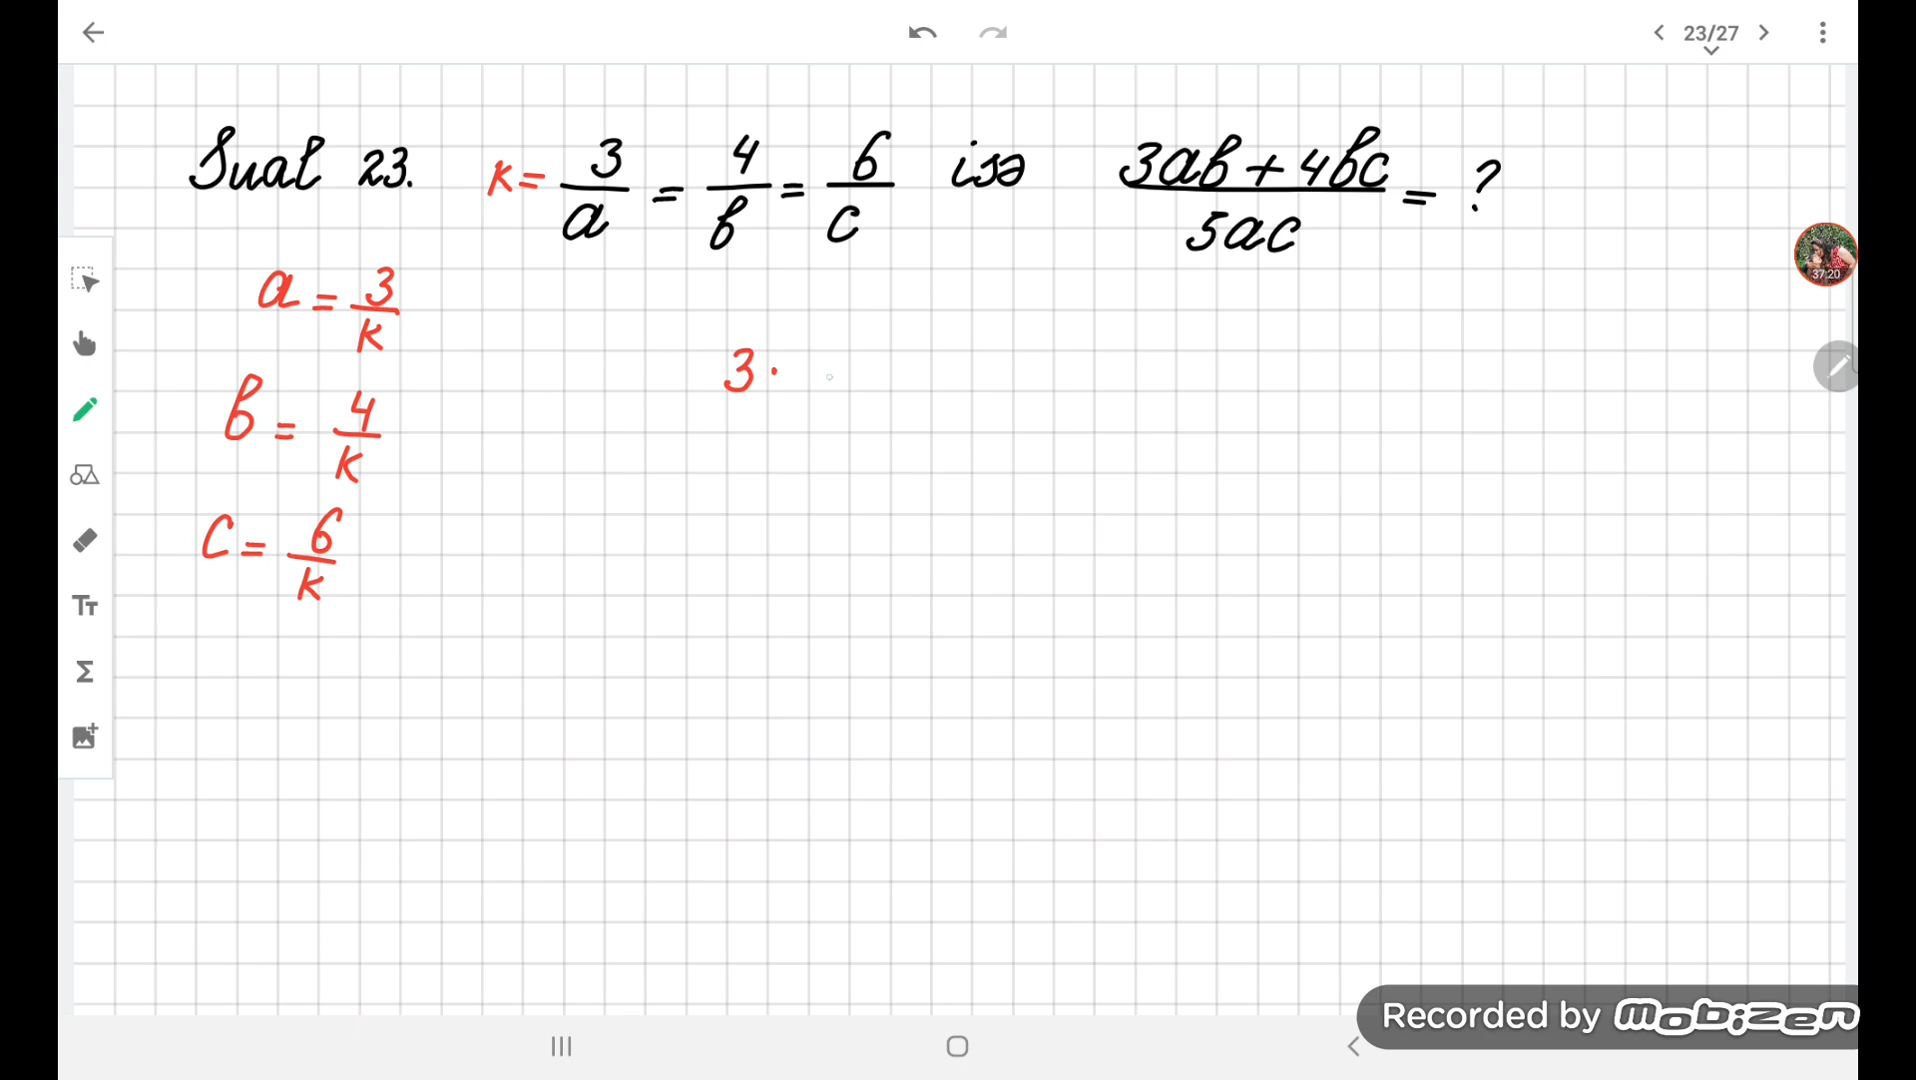 23/27
Sual 23. K = 3/a = 4/b = 6/c isə (3ab + 4bc)/5ac = ?
37:20
a = 3/K
3 ·
b = 4/K
c = 6/K
Tт
Σ
Recorded by mobizen